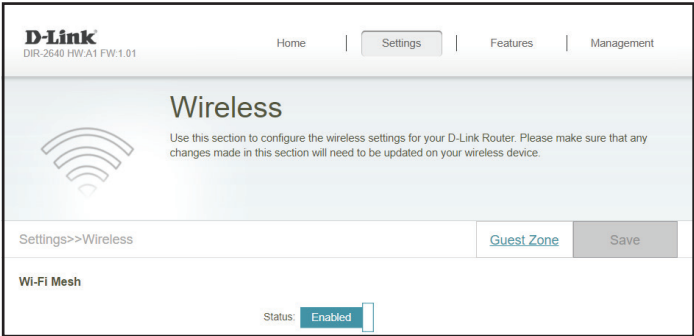 D-Link
DIR-2640 HW:A1 FW:1.01
Home | Settings | Features | Management
Wireless
Use this section to configure the wireless settings for your D-Link Router. Please make sure that any
changes made in this section will need to be updated on your wireless device.
Settings>>Wireless
Guest Zone
Save
Wi-Fi Mesh
Status: Enabled